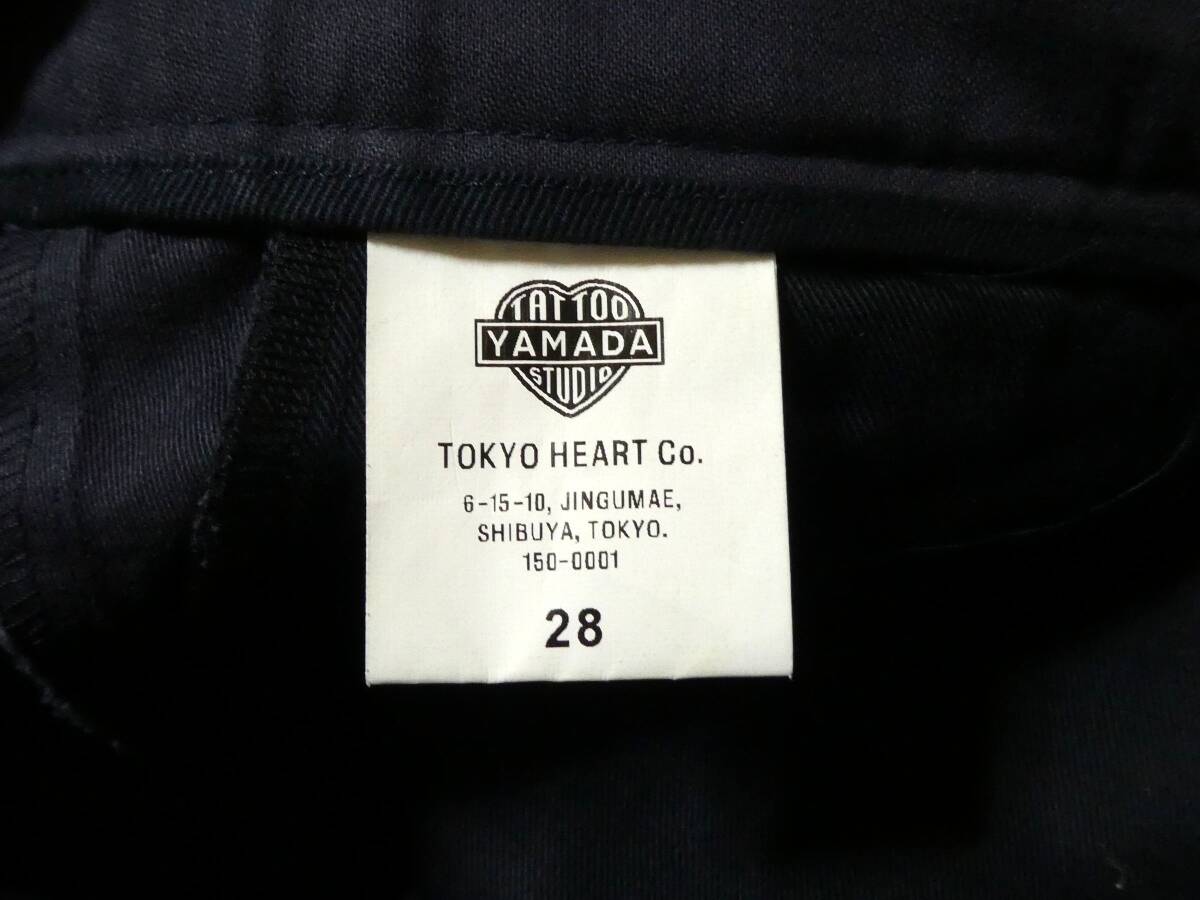 TATTOO
YAMADA
STUDIO
TOKYO HEART Co.
6-15-10, JINGUMAE,
SHIBUYA, TOKYO.
150-0001
28